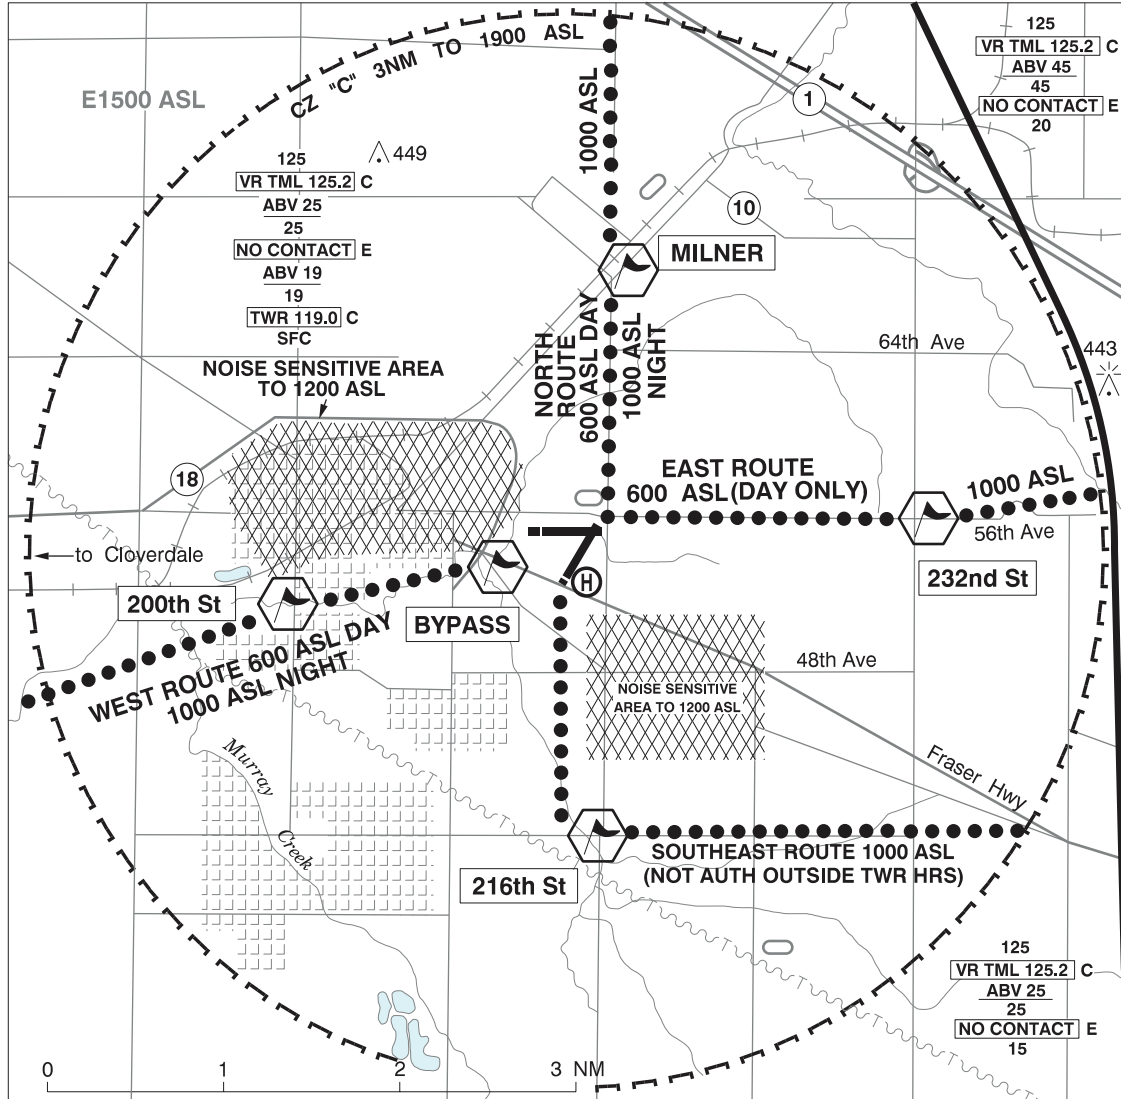 CZ "C" 3NM TO 1900 ASL
E1500 ASL
449
125
VR TML 125.2 C
ABV 25
25
NO CONTACT E
ABV 19
19
TWR 119.0 C
SFC
1000 ASL
1
125
VR TML 125.2 C
ABV 45
45
NO CONTACT E
20
10
MILNER
NORTH
ROUTE
600 ASL DAY
1000 ASL
NIGHT
64th Ave
443
NOISE SENSITIVE AREA
TO 1200 ASL
18
EAST ROUTE
600 ASL (DAY ONLY)
1000 ASL
56th Ave
232nd St
to Cloverdale
200th St
BYPASS
H
WEST ROUTE 600 ASL DAY
1000 ASL NIGHT
48th Ave
NOISE SENSITIVE
AREA TO 1200 ASL
Murray
Creek
Fraser Hwy
216th St
SOUTHEAST ROUTE 1000 ASL
(NOT AUTH OUTSIDE TWR HRS)
125
VR TML 125.2 C
ABV 25
25
NO CONTACT E
15
0 1 2 3 NM